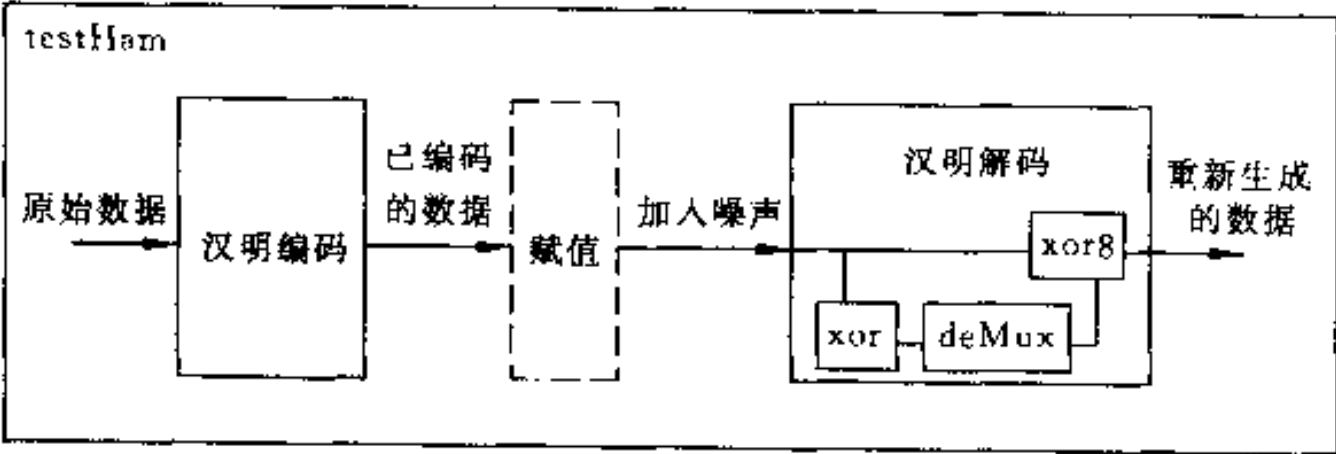 testHam
原始数据
汉明编码
已编码
的数据
赋值
加入噪声
汉明解码
xor8
xor
deMux
重新生成
的数据